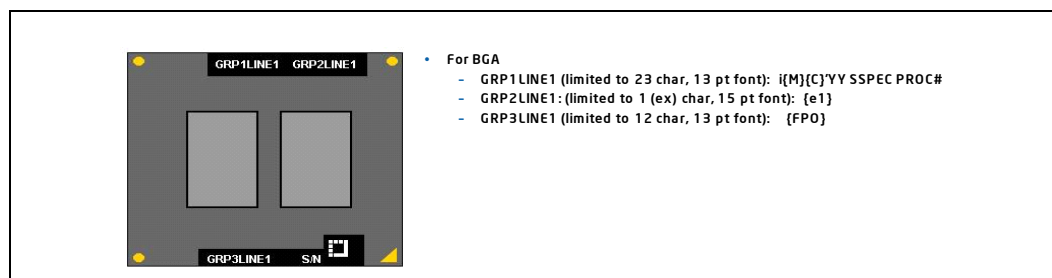 GRP1LINE1 GRP2LINE1
GRP3LINE1 S/N
• For BGA
– GRP1LINE1 (limited to 23 char, 13 pt font): i{M}{C}'YY SSPEC PROC#
– GRP2LINE1: (limited to 1 (ex) char, 15 pt font): {e1}
– GRP3LINE1 (limited to 12 char, 13 pt font): {FPO}